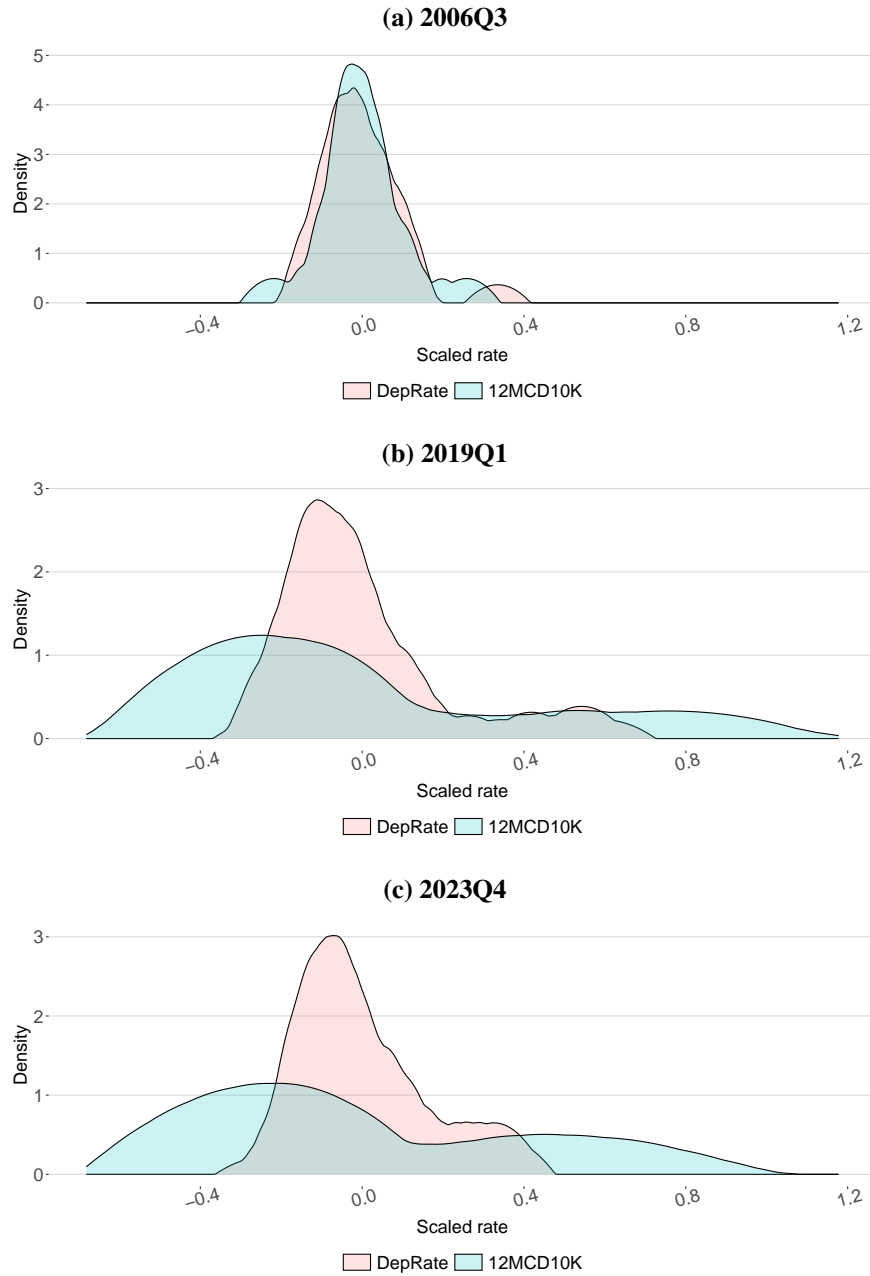 (a) 2006Q3
5
4
3
2
1
0
Density
−0.4 0.0 0.4 0.8 1.2
Scaled rate
DepRate 12MCD10K
(b) 2019Q1
3
2
1
0
Density
−0.4 0.0 0.4 0.8 1.2
Scaled rate
DepRate 12MCD10K
(c) 2023Q4
3
2
1
0
Density
−0.4 0.0 0.4 0.8 1.2
Scaled rate
DepRate 12MCD10K